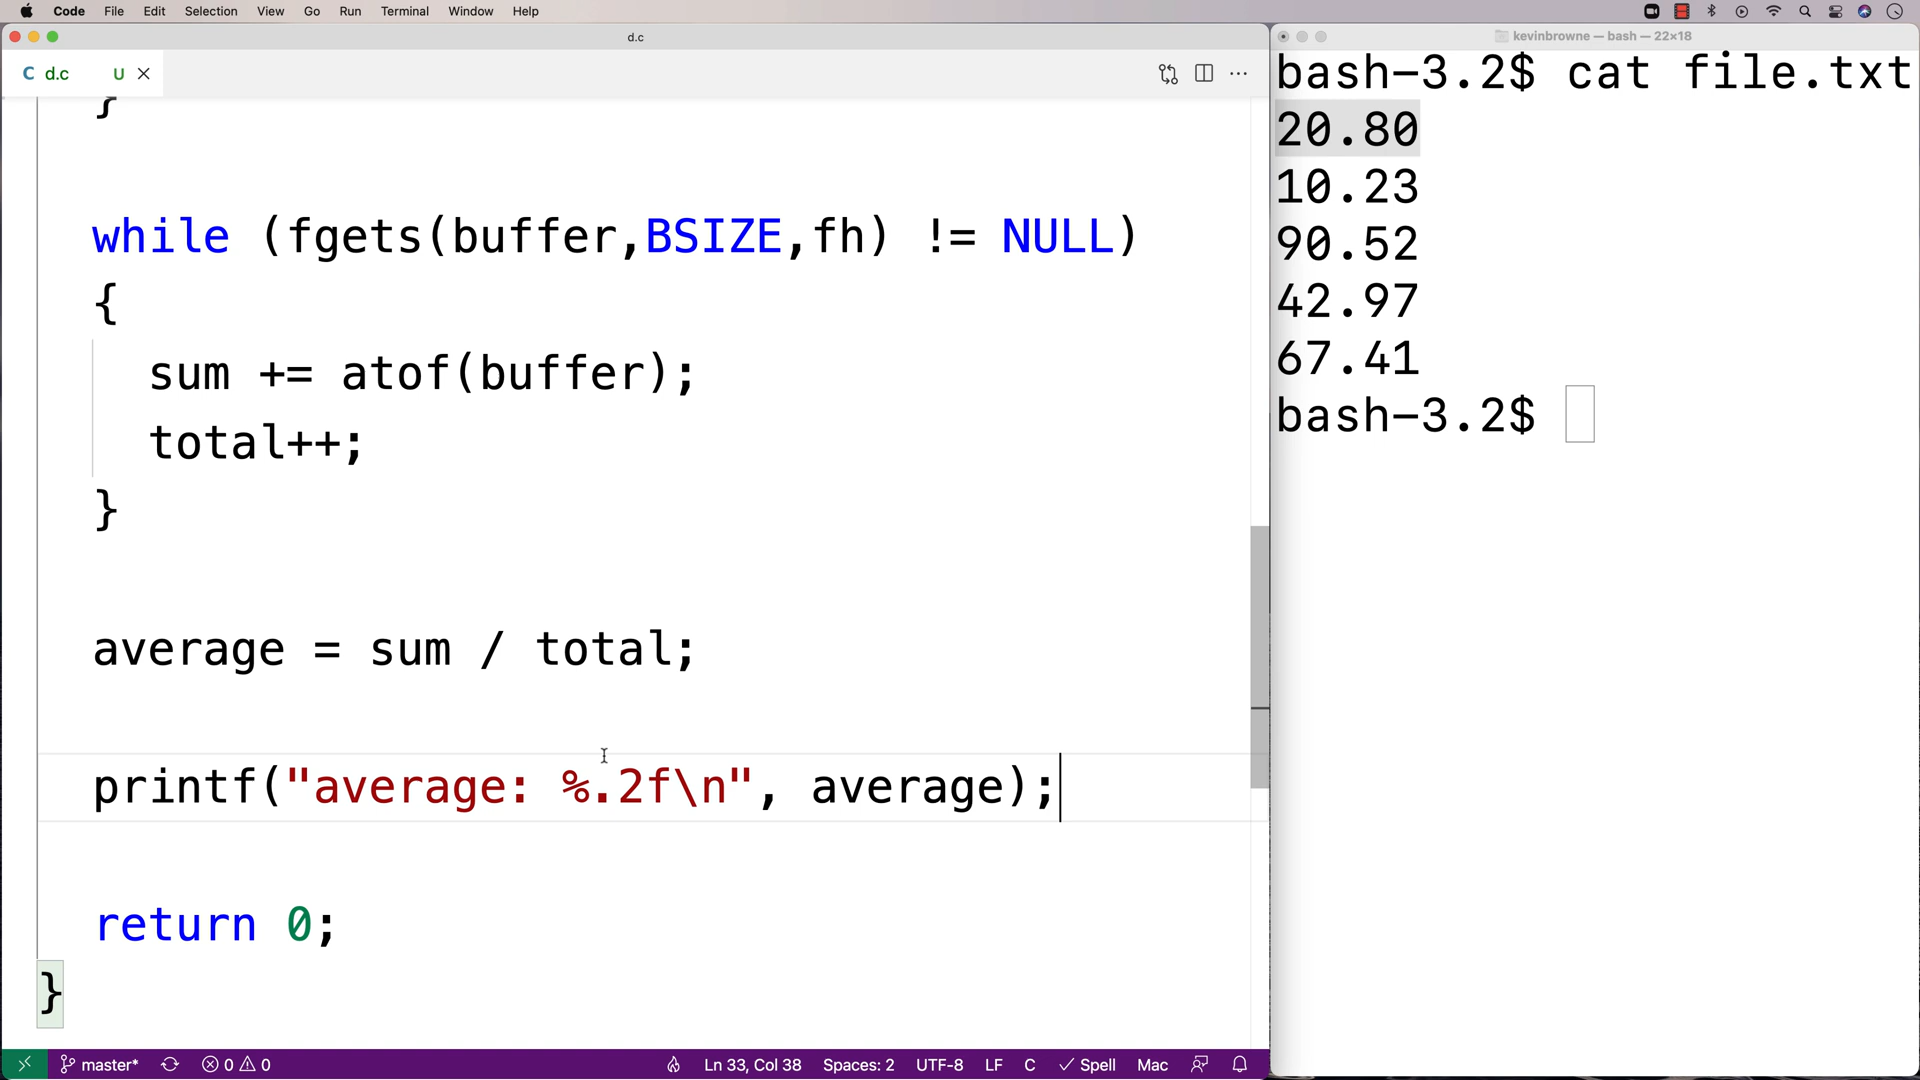 Code File Edit Selection View Go Run Terminal Window Help
d.c
C d.c U
}
while (fgets(buffer,BSIZE,fh) != NULL)
{
sum += atof(buffer);
total++;
}
average = sum / total;
printf("average: %.2f\n", average);
return 0;
}
master* 0 0 Ln 33, Col 38 Spaces: 2 UTF-8 LF C Spell Mac
kevinbrowne — bash — 22×18
bash-3.2$ cat file.txt
20.80
10.23
90.52
42.97
67.41
bash-3.2$